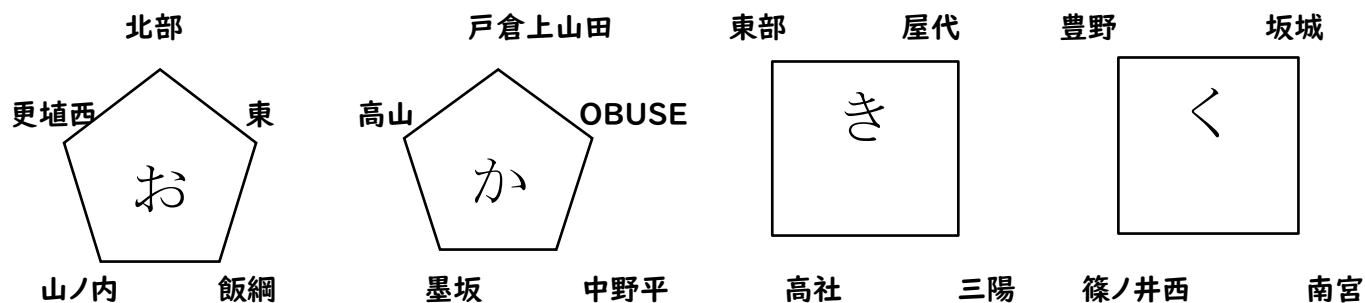 北部 戸倉上山田 東部 屋代 豊野 坂城
更埴西 東 高山 OBUSE
お か き く
山ノ内 飯綱 墨坂 中野平 高社 三陽 篠ノ井西 南宮